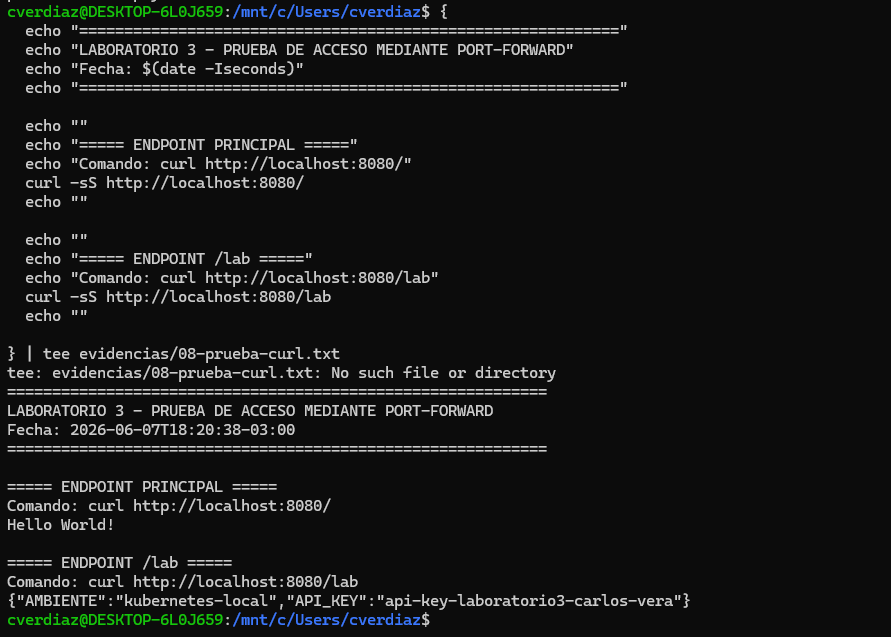 cverdiaz@DESKTOP-6L0J659:/mnt/c/Users/cverdiaz$ {
  echo "============================================================"
  echo "LABORATORIO 3 - PRUEBA DE ACCESO MEDIANTE PORT-FORWARD"
  echo "Fecha: $(date -Iseconds)"
  echo "============================================================"
  echo ""
  echo "===== ENDPOINT PRINCIPAL ====="
  echo "Comando: curl http://localhost:8080/"
  curl -sS http://localhost:8080/
  echo ""
  echo ""
  echo "===== ENDPOINT /lab ====="
  echo "Comando: curl http://localhost:8080/lab"
  curl -sS http://localhost:8080/lab
  echo ""
} | tee evidencias/08-prueba-curl.txt
tee: evidencias/08-prueba-curl.txt: No such file or directory
============================================================
LABORATORIO 3 - PRUEBA DE ACCESO MEDIANTE PORT-FORWARD
Fecha: 2026-06-07T18:20:38-03:00
============================================================
===== ENDPOINT PRINCIPAL =====
Comando: curl http://localhost:8080/
Hello World!
===== ENDPOINT /lab =====
Comando: curl http://localhost:8080/lab
{"AMBIENTE":"kubernetes-local","API_KEY":"api-key-laboratorio3-carlos-vera"}
cverdiaz@DESKTOP-6L0J659:/mnt/c/Users/cverdiaz$